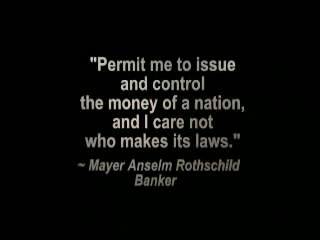 "Permit me to issue
and control
the money of a nation,
and I care not
who makes its laws."
~ Mayer Anselm Rothschild
Banker